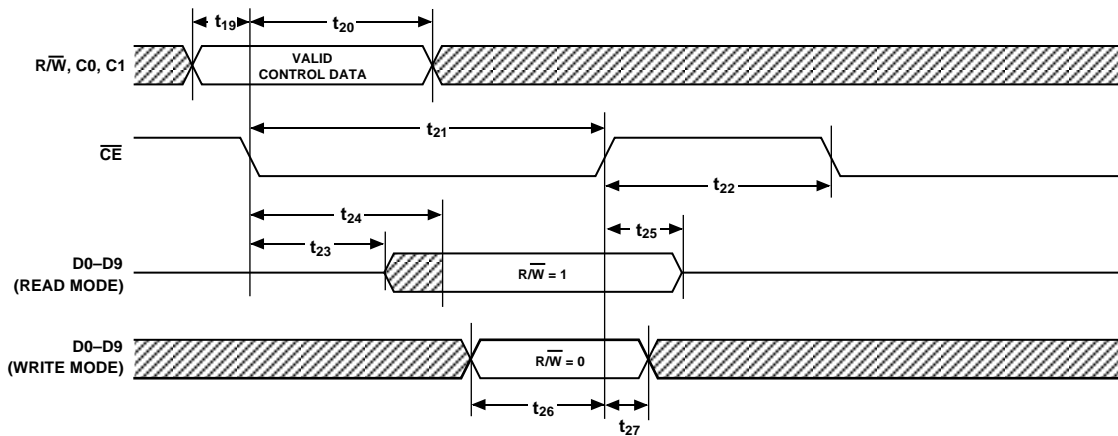 t19
t20
R/W̅, C0, C1
VALID
CONTROL DATA
t21
C̅E̅
t22
t24
t23
t25
D0–D9
(READ MODE)
R/W̅ = 1
D0–D9
(WRITE MODE)
R/W̅ = 0
t26
t27